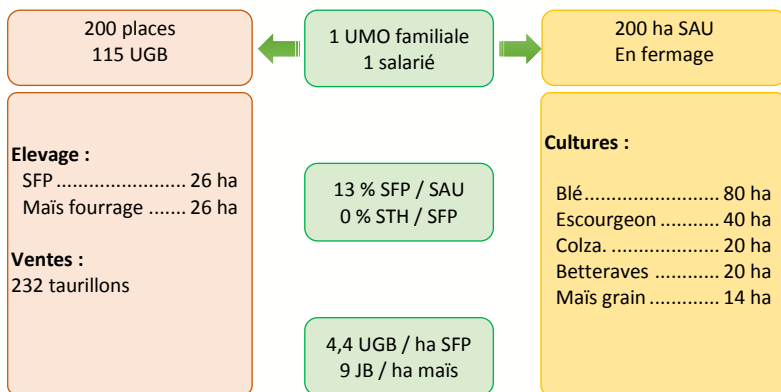 200 places
115 UGB
1 UMO familiale
1 salarié
200 ha SAU
En fermage
Elevage :
SFP ...................... 26 ha
Maïs fourrage ....... 26 ha
Ventes :
232 taurillons
13 % SFP / SAU
0 % STH / SFP
4,4 UGB / ha SFP
9 JB / ha maïs
Cultures :
Blé ....................... 80 ha
Escourgeon ............ 40 ha
Colza. ................... 20 ha
Betteraves ............ 20 ha
Maïs grain ............. 14 ha